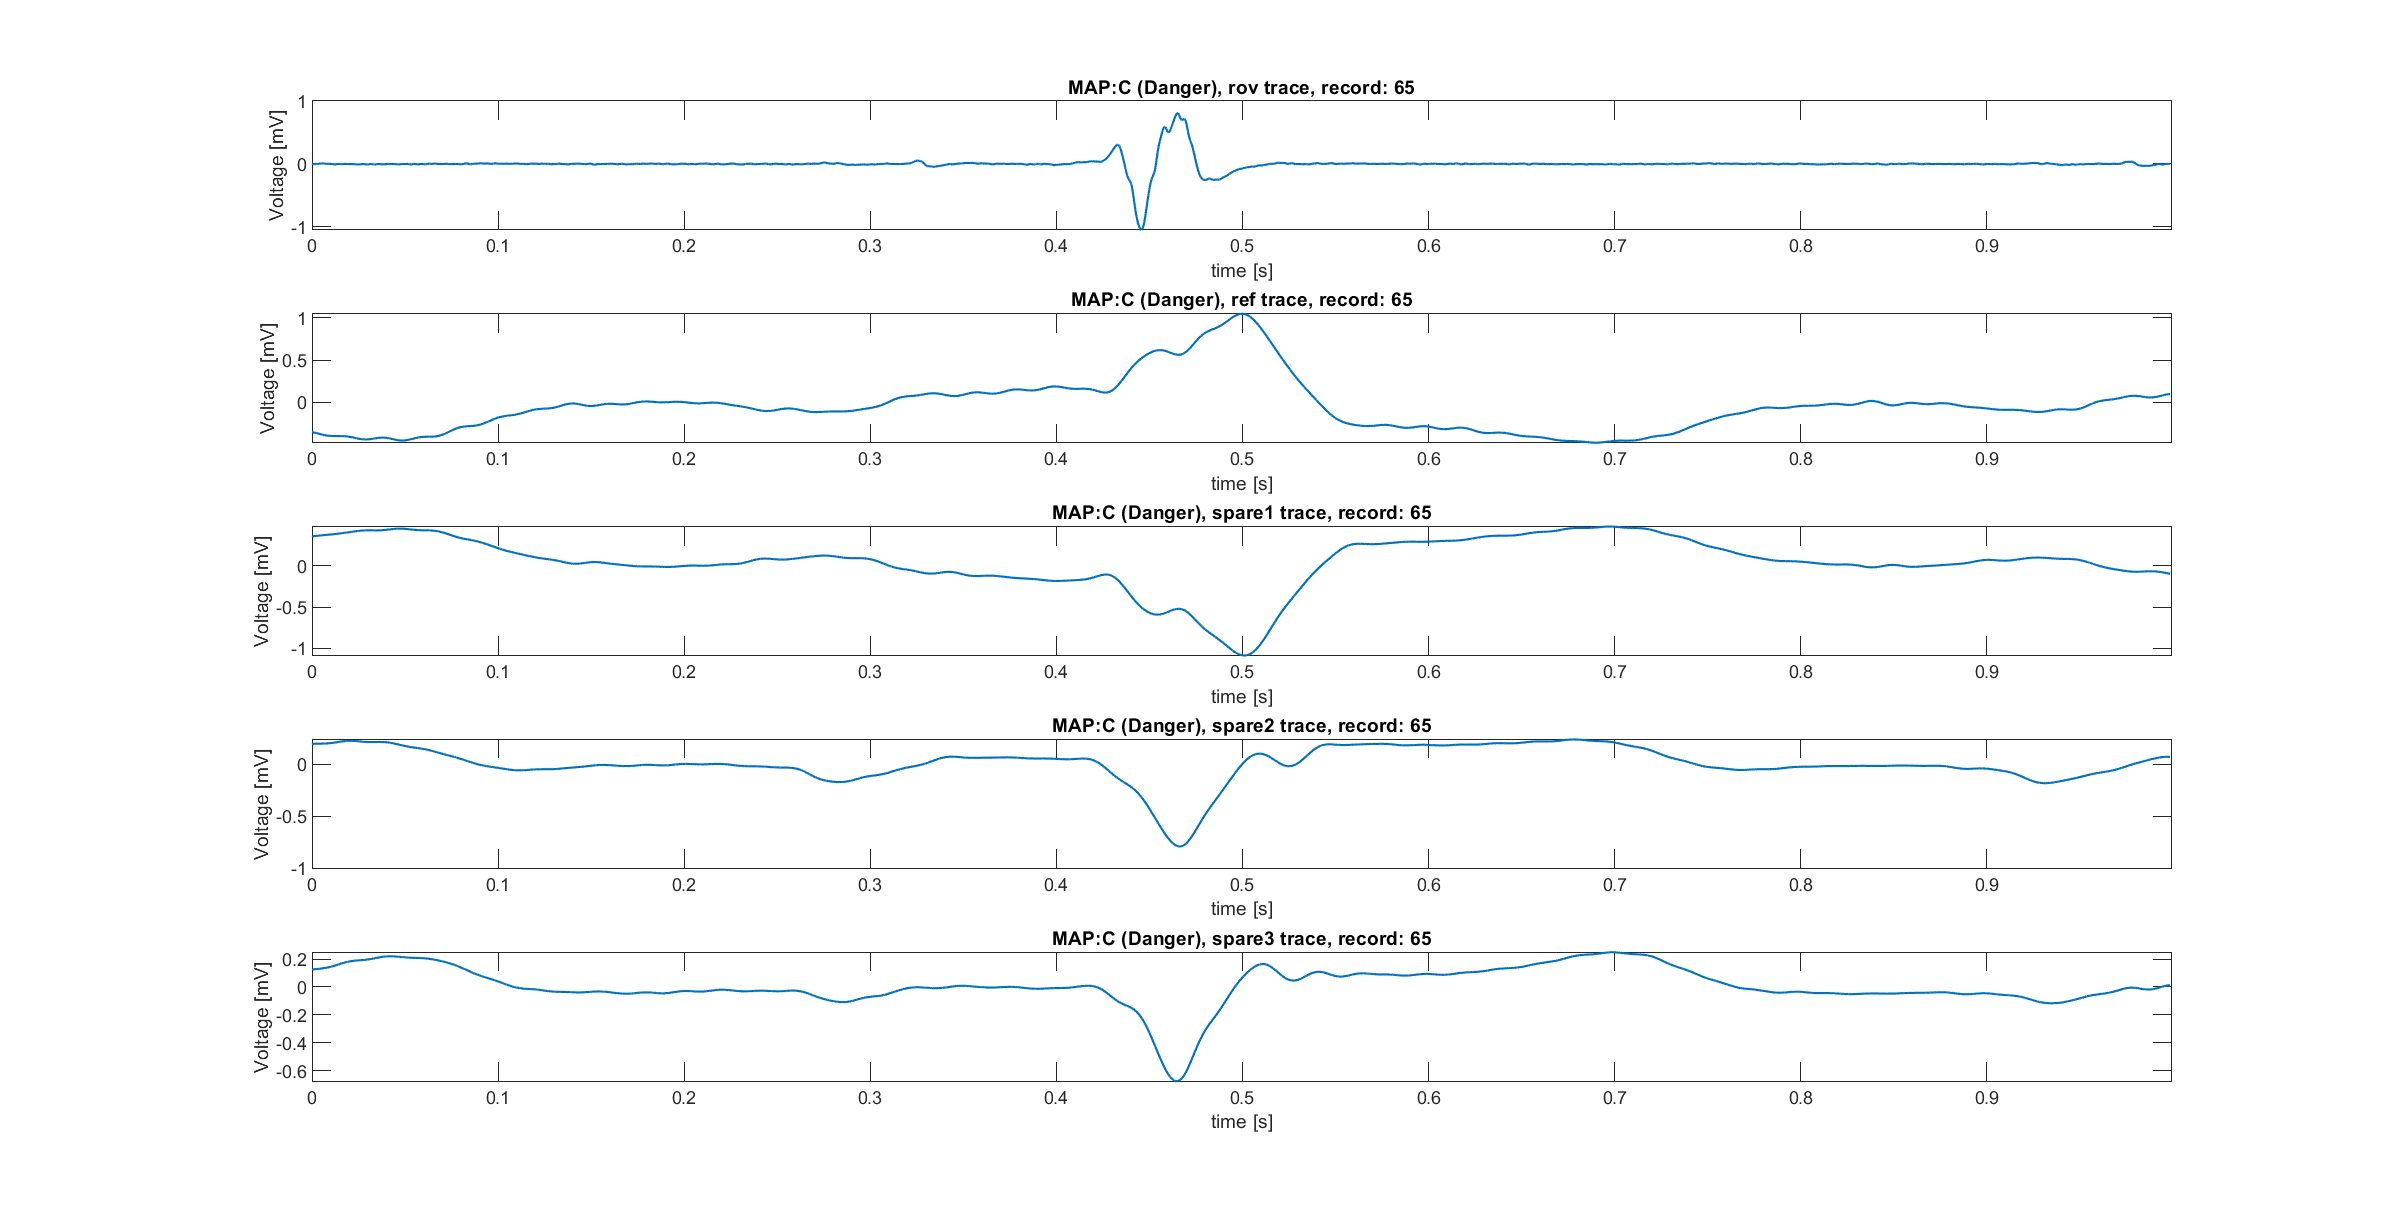 MAP:C (Danger), rov trace, record: 65
Voltage [mV]
1
0
-1
0 0.1 0.2 0.3 0.4 0.5 0.6 0.7 0.8 0.9
time [s]
MAP:C (Danger), ref trace, record: 65
Voltage [mV]
1
0.5
0
0 0.1 0.2 0.3 0.4 0.5 0.6 0.7 0.8 0.9
time [s]
MAP:C (Danger), spare1 trace, record: 65
Voltage [mV]
0
-0.5
-1
0 0.1 0.2 0.3 0.4 0.5 0.6 0.7 0.8 0.9
time [s]
MAP:C (Danger), spare2 trace, record: 65
Voltage [mV]
0
-0.5
-1
0 0.1 0.2 0.3 0.4 0.5 0.6 0.7 0.8 0.9
time [s]
MAP:C (Danger), spare3 trace, record: 65
Voltage [mV]
0.2
0
-0.2
-0.4
-0.6
0 0.1 0.2 0.3 0.4 0.5 0.6 0.7 0.8 0.9
time [s]